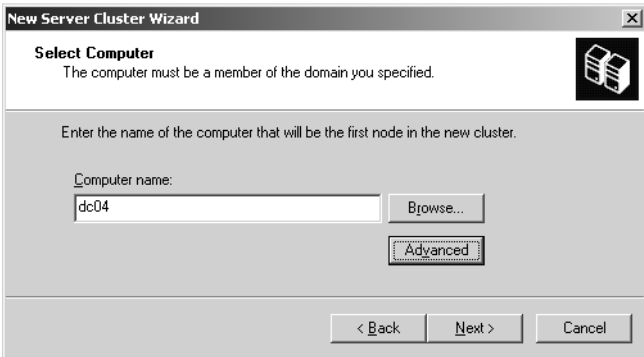 New Server Cluster Wizard
Select Computer
The computer must be a member of the domain you specified.
Enter the name of the computer that will be the first node in the new cluster.
Computer name:
dc04
Browse...
Advanced
< Back
Next >
Cancel